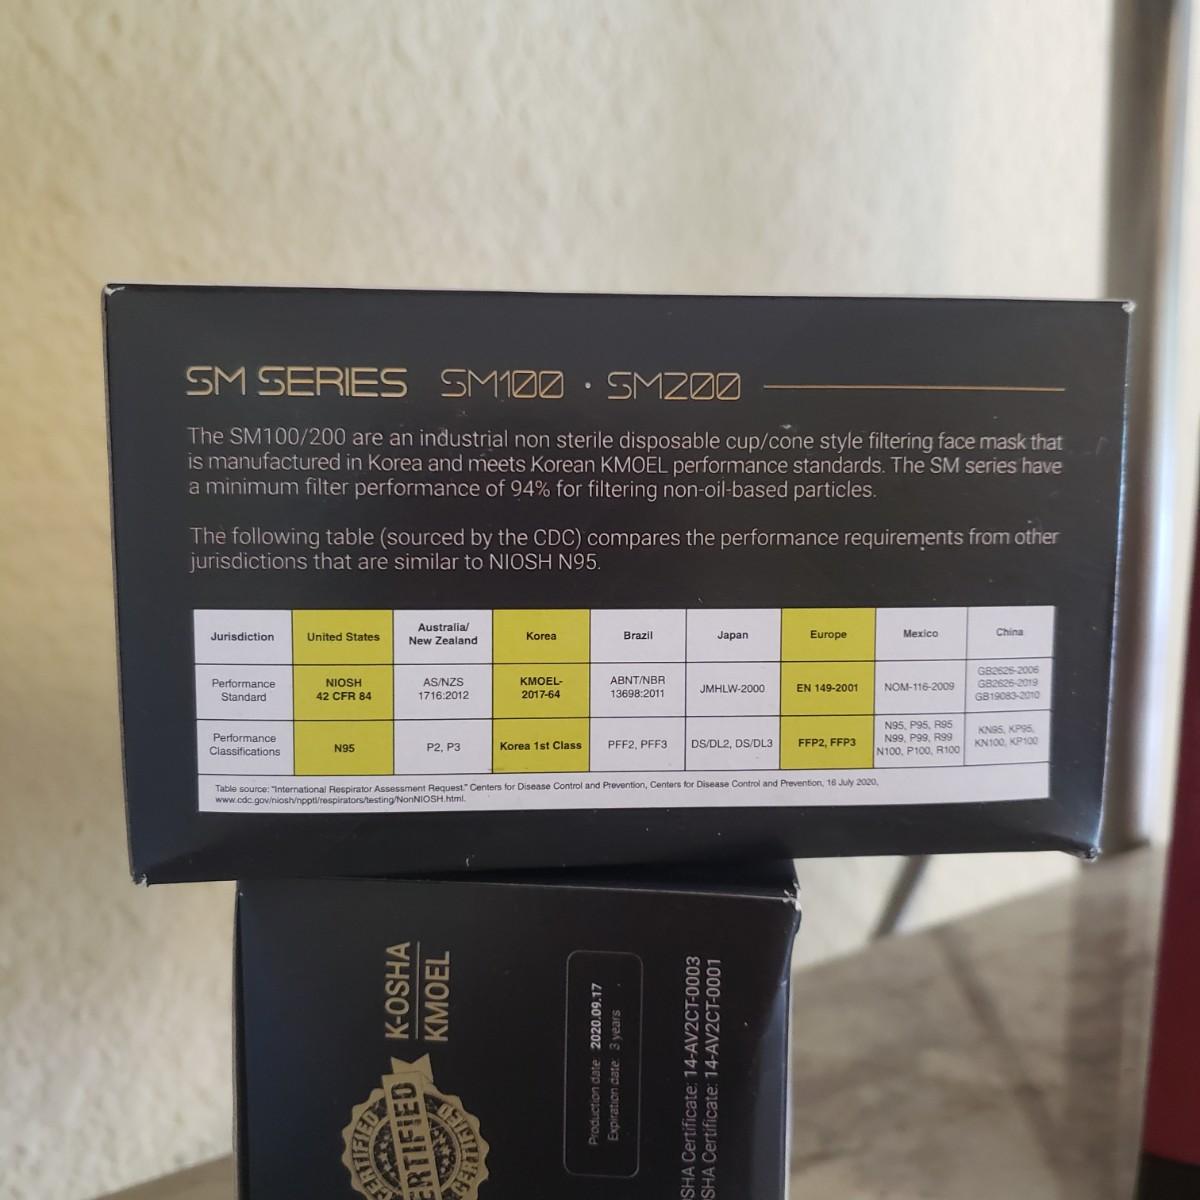 SM SERIES SM100 · SM200
The SM100/200 are an industrial non sterile disposable cup/cone style filtering face mask that
is manufactured in Korea and meets Korean KMOEL performance standards. The SM series have
a minimum filter performance of 94% for filtering non-oil-based particles.
The following table (sourced by the CDC) compares the performance requirements from other
jurisdictions that are similar to NIOSH N95.
Jurisdiction
United States
Australia/
New Zealand
Korea
Brazil
Japan
Europe
Mexico
China
Performance
Standard
NIOSH
42 CFR 84
AS/NZS
1716:2012
KMOEL-
2017-64
ABNT/NBR
13698:2011
JMHLW-2000
EN 149-2001
NOM-116-2009
GB2626-2006
GB2626-2019
GB19083-2010
Performance
Classifications
N95
P2, P3
Korea 1st Class
PFF2, PFF3
DS/DL2, DS/DL3
FFP2, FFP3
N95, P95, R95
N99, P99, R99
N100, P100, R100
KN95, KP95,
KN100, KP100
Table source: "International Respirator Assessment Request." Centers for Disease Control and Prevention, Centers for Disease Control and Prevention, 16 July 2020,
www.cdc.gov/niosh/npptl/respirators/testing/NonNIOSH.html.
CERTIFIED
K-OSHA
KMOEL
Production date 2020.09.17
Expiration date: 3 years
Certificate: 14-AV2CT-0003
Certificate: 14-AV2CT-0001